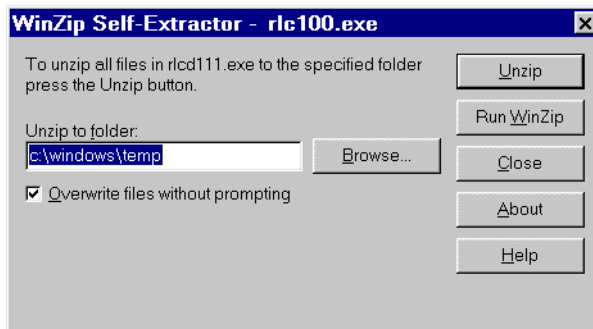 WinZip Self-Extractor - rlc100.exe
To unzip all files in rlcd111.exe to the specified folder
press the Unzip button.
Unzip to folder:
c:\windows\temp
Browse...
Overwrite files without prompting
Unzip
Run WinZip
Close
About
Help